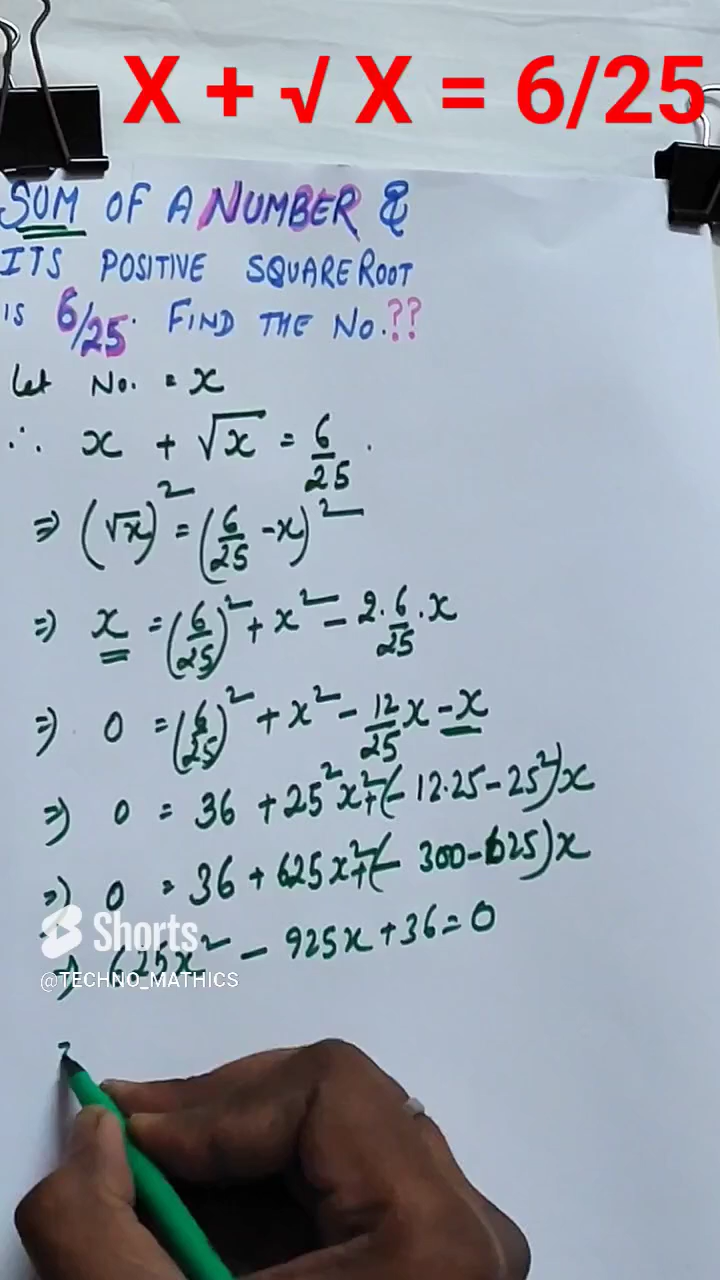 X + √ X = 6/25
SUM OF A NUMBER &
ITS POSITIVE SQUARE ROOT
IS 6/25. FIND THE NO.??
Let No. = x
∴ x + √x = 6/25.
⇒ (√x)² = (6/25 - x)²
⇒ x = (6/25)² + x² - 2·6/25·x
⇒ 0 = (6/25)² + x² - 12/25x - x
⇒ 0 = 36 + 25²x² + (- 12·25 - 25²)x
⇒ 0 = 36 + 625x² + (- 300 - 625)x
⇒ 625x² - 925x + 36 = 0
Shorts
@TECHNO_MATHICS